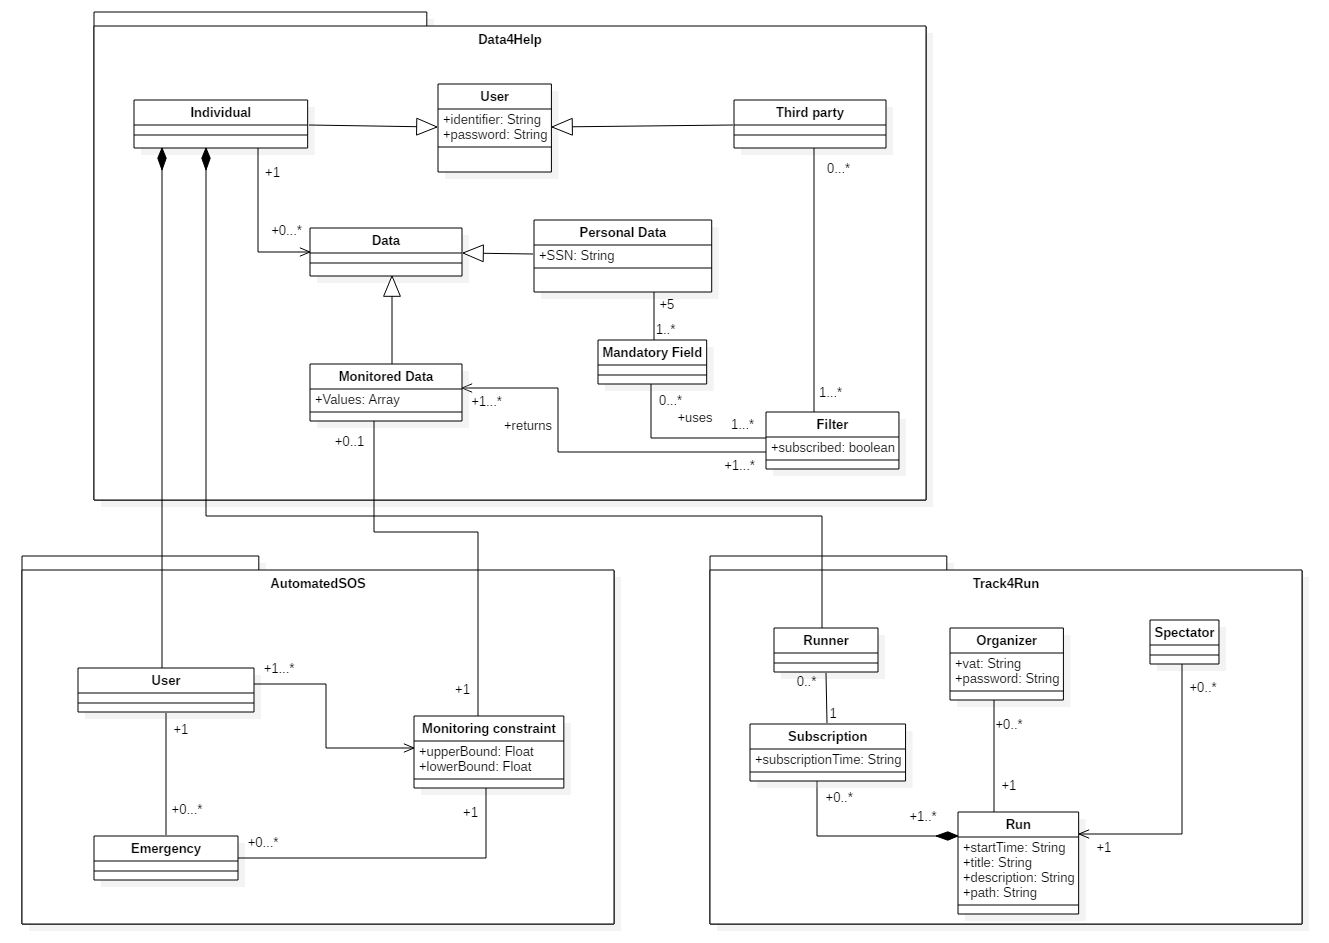 Data4Help
Individual
User
+identifier: String
+password: String
Third party
+1
0...*
+0...*
Data
Personal Data
+SSN: String
+5
1..*
Mandatory Field
Monitored Data
+Values: Array
+1...*
+returns
0...*
+uses
1...*
1...*
Filter
+subscribed: boolean
+1...*
+0..1
AutomatedSOS
User
+1...*
+1
+1
Monitoring constraint
+upperBound: Float
+lowerBound: Float
+0...*
+1
Emergency
+0...*
Track4Run
Runner
Organizer
+vat: String
+password: String
Spectator
0..*
1
+0..*
+0..*
Subscription
+subscriptionTime: String
+0..*
+1
+1..*
Run
+startTime: String
+title: String
+description: String
+path: String
+1